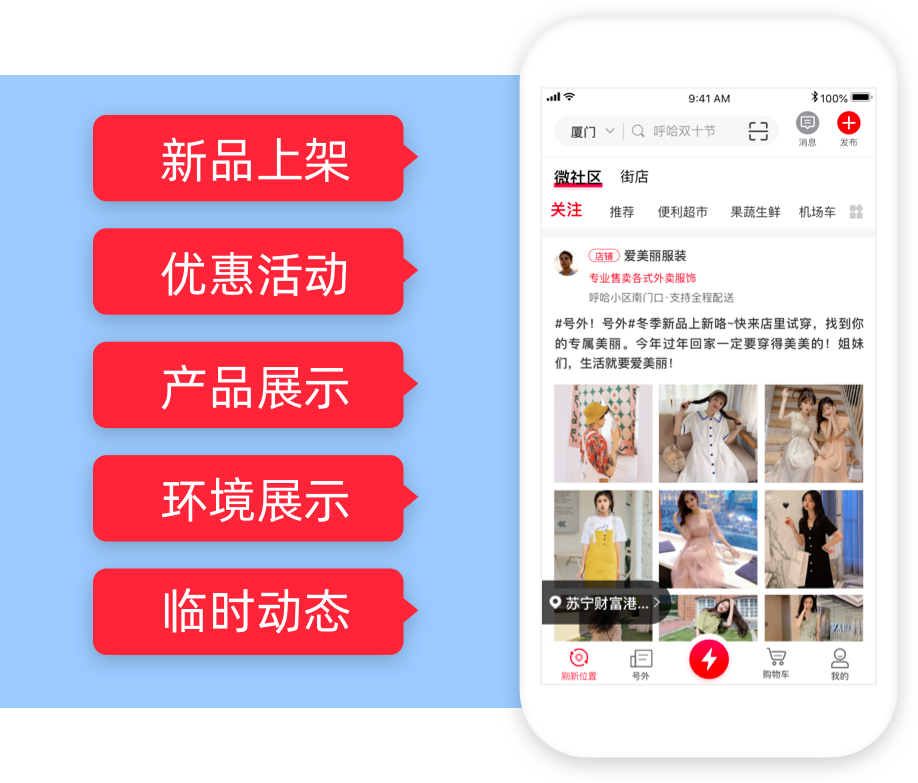 新品上架
优惠活动
产品展示
环境展示
临时动态
9:41 AM
100%
厦门
呼哈双十节
消息
发布
微社区
街店
关注
推荐
便利超市
果蔬生鲜
机场车
店铺
爱美丽服装
专业售卖各式外卖服饰
呼哈小区南门口·支持全程配送
#号外！号外#冬季新品上新咯~快来店里试穿，找到你
的专属美丽。今年过年回家一定要穿得美美的！姐妹
们，生活就要爱美丽！
苏宁财富港...
刷新位置
号外
购物车
我的